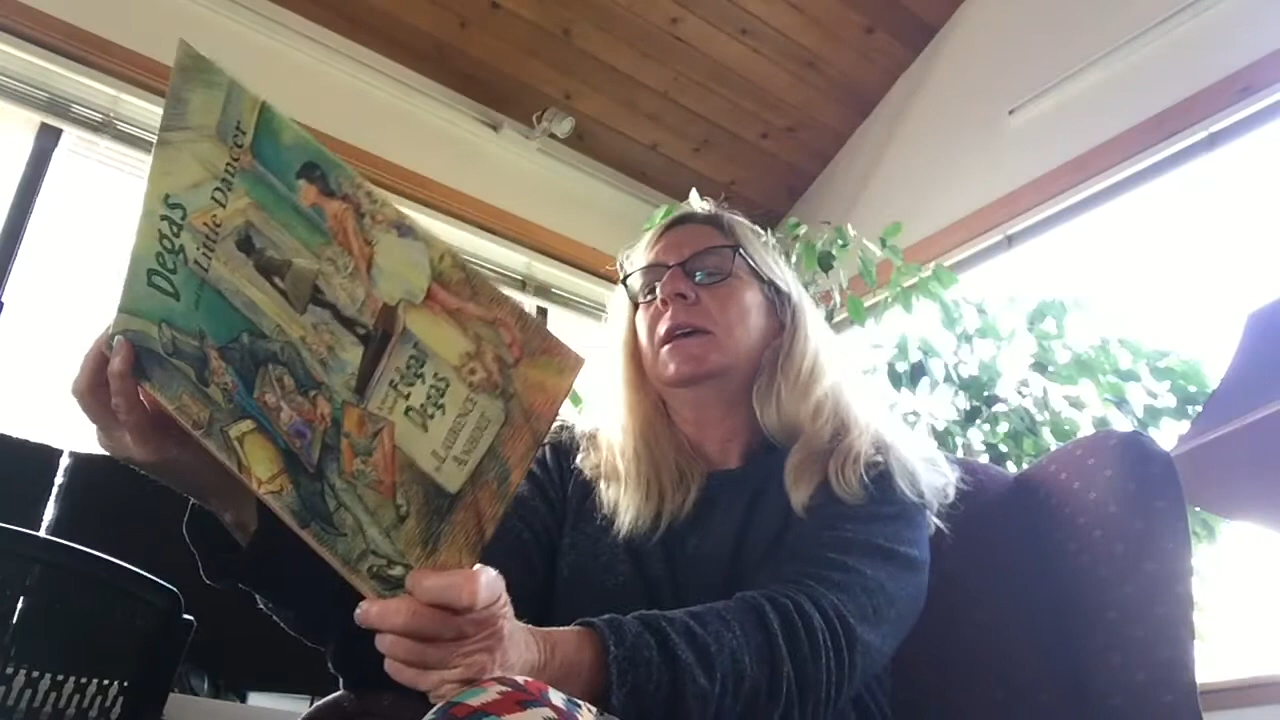 Degas
and the
Little Dancer
Edgar
Degas
LAURENCE
ANHOLT